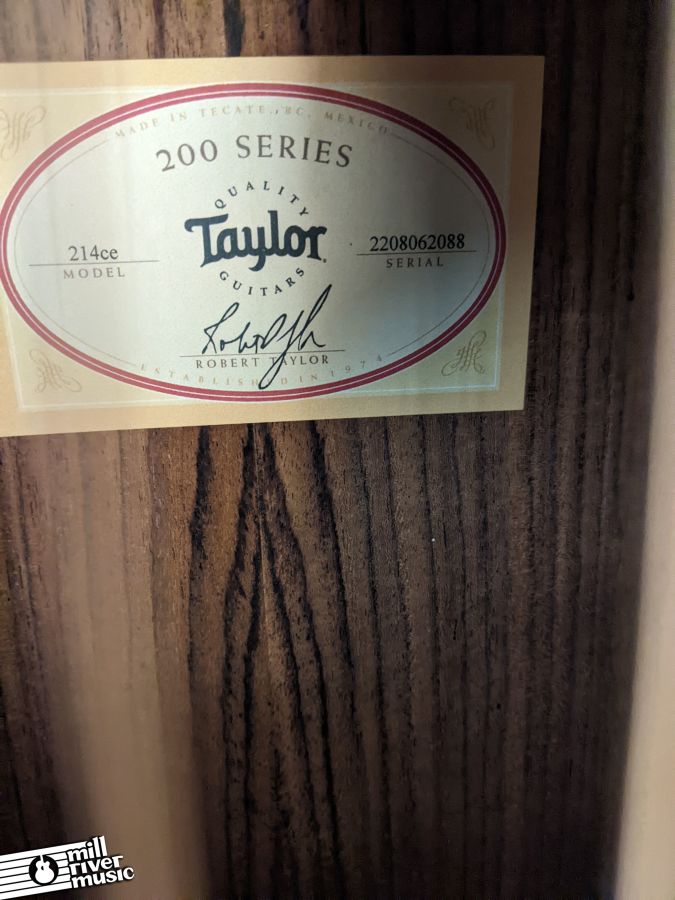 MADE IN TECATE, BC, MEXICO
200 SERIES
QUALITY
Taylor
GUITARS
214ce
MODEL
2208062088
SERIAL
ROBERT TAYLOR
ESTABLISHED IN 1974
mill
river
music